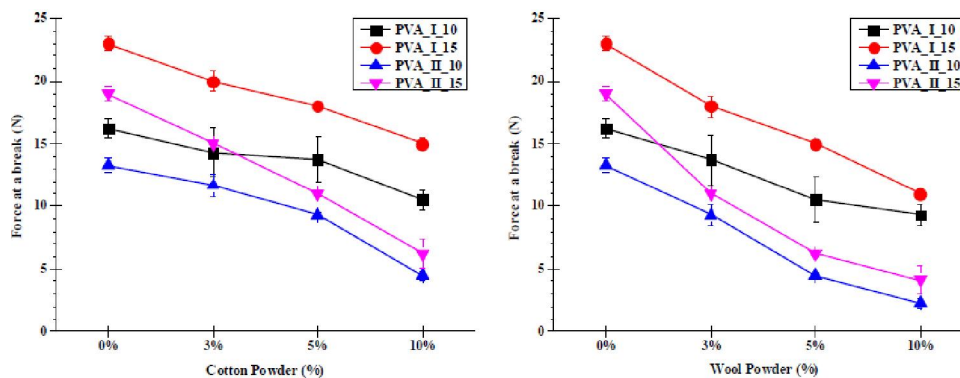 25
20
15
10
5
0
Force at a break (N)
PVA_I_10
PVA_I_15
PVA_II_10
PVA_II_15
0% 3% 5% 10%
Cotton Powder (%)
25
20
15
10
5
0
Force at a break (N)
PVA_I_10
PVA_I_15
PVA_II_10
PVA_II_15
0% 3% 5% 10%
Wool Powder (%)